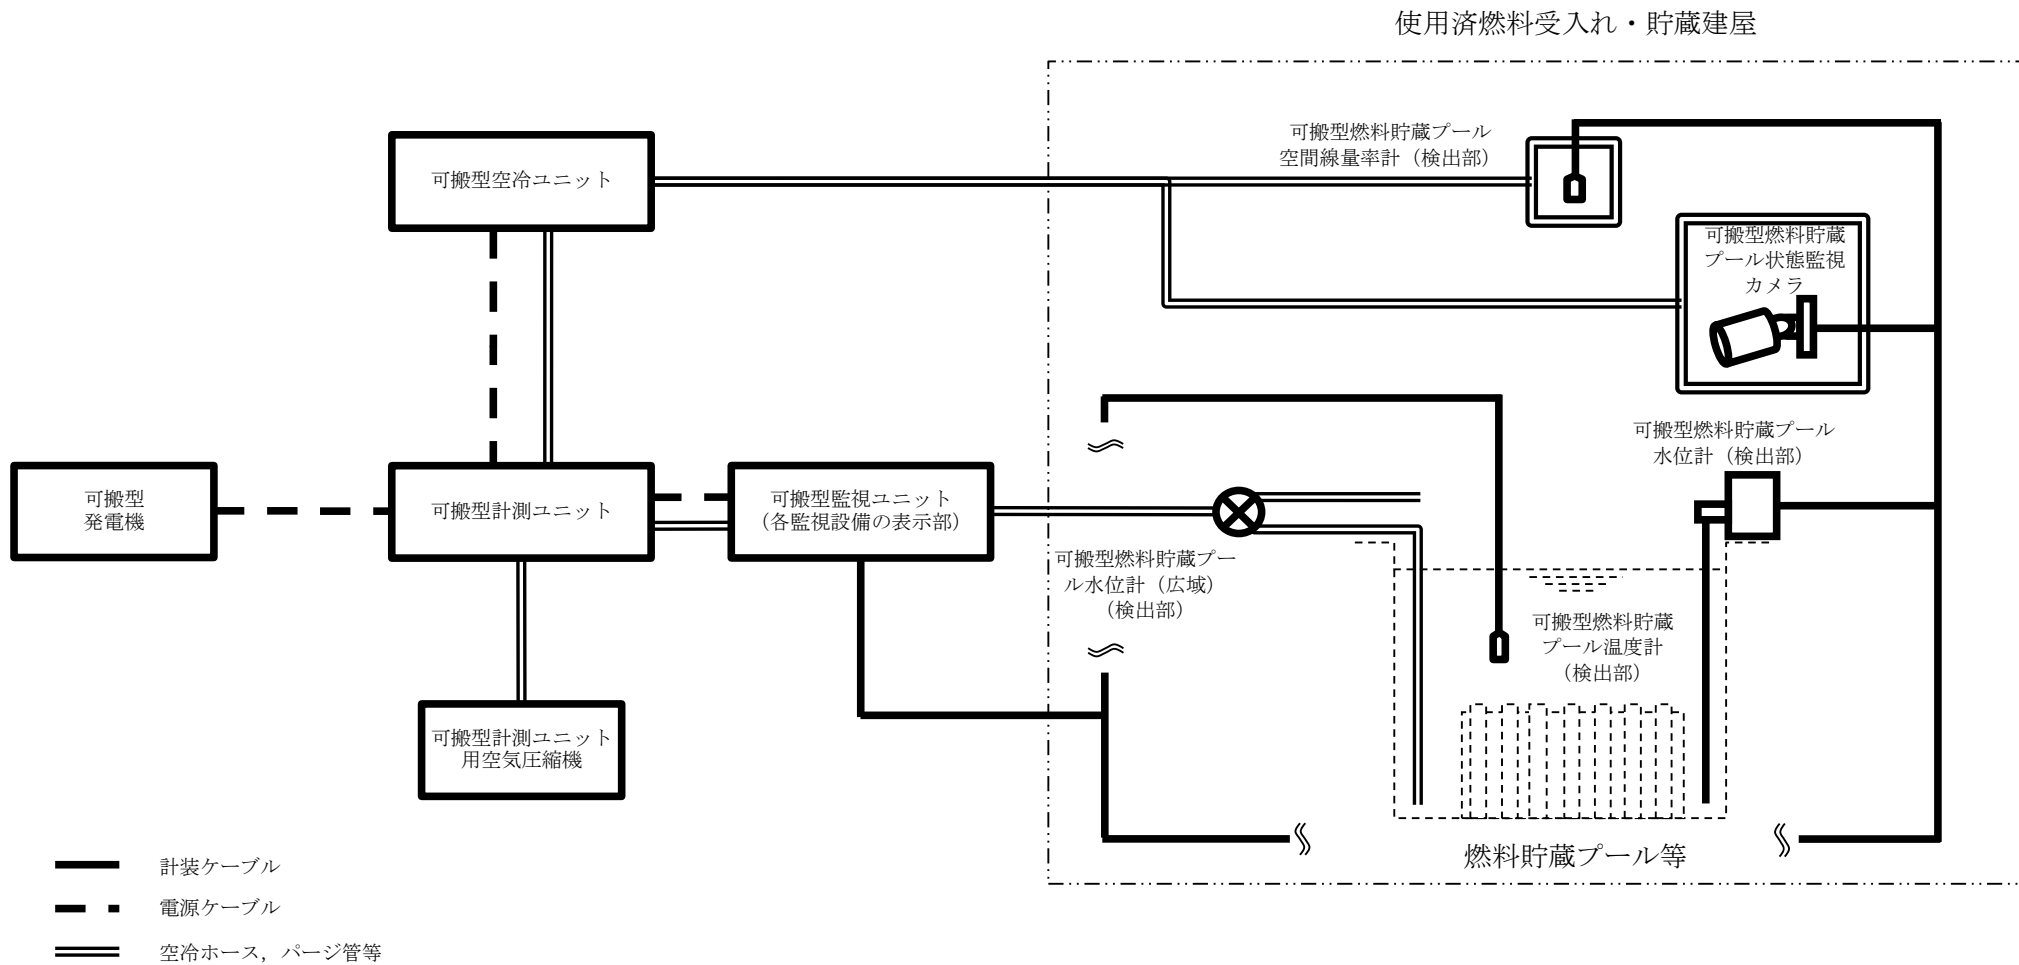 使用済燃料受入れ・貯蔵建屋
可搬型燃料貯蔵プール
空間線量率計（検出部）
可搬型空冷ユニット
可搬型燃料貯蔵
プール状態監視
カメラ
可搬型燃料貯蔵プール
水位計（検出部）
可搬型
発電機
可搬型計測ユニット
可搬型監視ユニット
（各監視設備の表示部）
可搬型燃料貯蔵プー
ル水位計（広域）
（検出部）
可搬型燃料貯蔵
プール温度計
（検出部）
可搬型計測ユニット
用空気圧縮機
燃料貯蔵プール等
計装ケーブル
電源ケーブル
空冷ホース，パージ管等